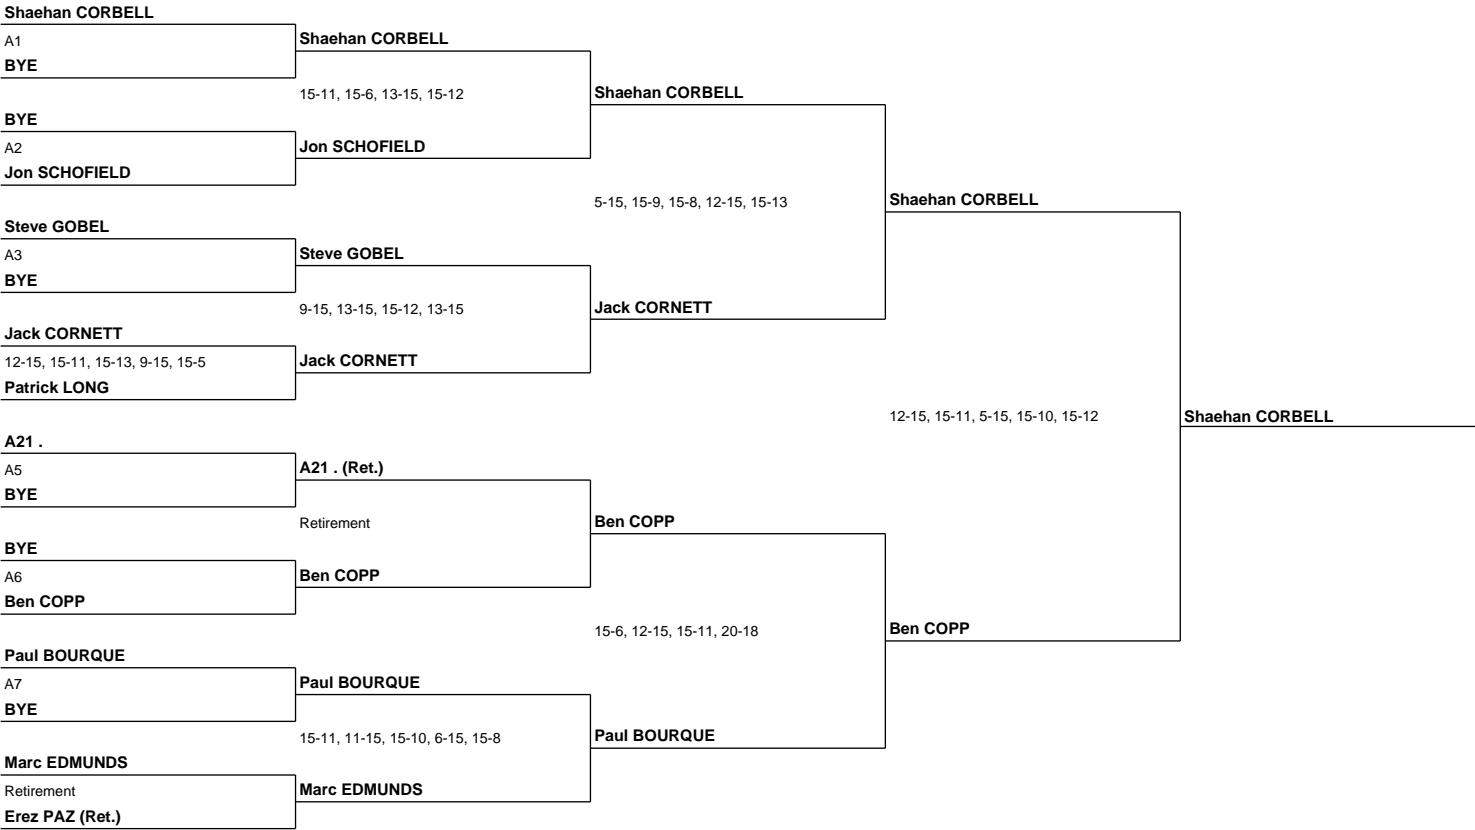 Shaehan CORBELL
A1
BYE
BYE
A2
Jon SCHOFIELD
Steve GOBEL
A3
BYE
Jack CORNETT
12-15, 15-11, 15-13, 9-15, 15-5
Patrick LONG
A21 .
A5
BYE
BYE
A6
Ben COPP
Paul BOURQUE
A7
BYE
Marc EDMUNDS
Retirement
Erez PAZ (Ret.)
Shaehan CORBELL
15-11, 15-6, 13-15, 15-12
Jon SCHOFIELD
Steve GOBEL
9-15, 13-15, 15-12, 13-15
Jack CORNETT
A21 . (Ret.)
Retirement
Ben COPP
Paul BOURQUE
15-11, 11-15, 15-10, 6-15, 15-8
Marc EDMUNDS
Shaehan CORBELL
5-15, 15-9, 15-8, 12-15, 15-13
Jack CORNETT
Ben COPP
15-6, 12-15, 15-11, 20-18
Paul BOURQUE
Shaehan CORBELL
12-15, 15-11, 5-15, 15-10, 15-12
Ben COPP
Shaehan CORBELL